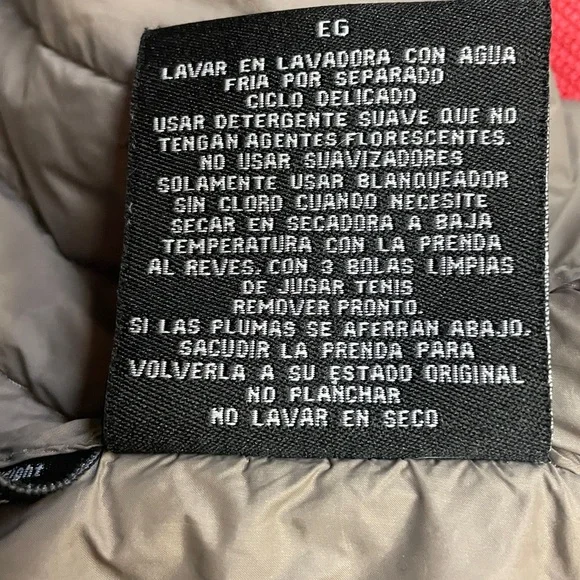 EG
LAVAR EN LAVADORA CON AGUA
FRIA POR SEPARADO
CICLO DELICADO
USAR DETERGENTE SUAVE QUE NO
TENGAN AGENTES FLORESCENTES.
NO USAR SUAVIZADORES
SOLAMENTE USAR BLANQUEADOR
SIN CLORO CUANDO NECESITE
SECAR EN SECADORA A BAJA
TEMPERATURA CON LA PRENDA
AL REVES. CON 3 BOLAS LIMPIAS
DE JUGAR TENIS
REMOVER PRONTO.
SI LAS PLUMAS SE AFERRAN ABAJO.
SACUDIR LA PRENDA PARA
VOLVERLA A SU ESTADO ORIGINAL
NO PLANCHAR
NO LAVAR EN SECO